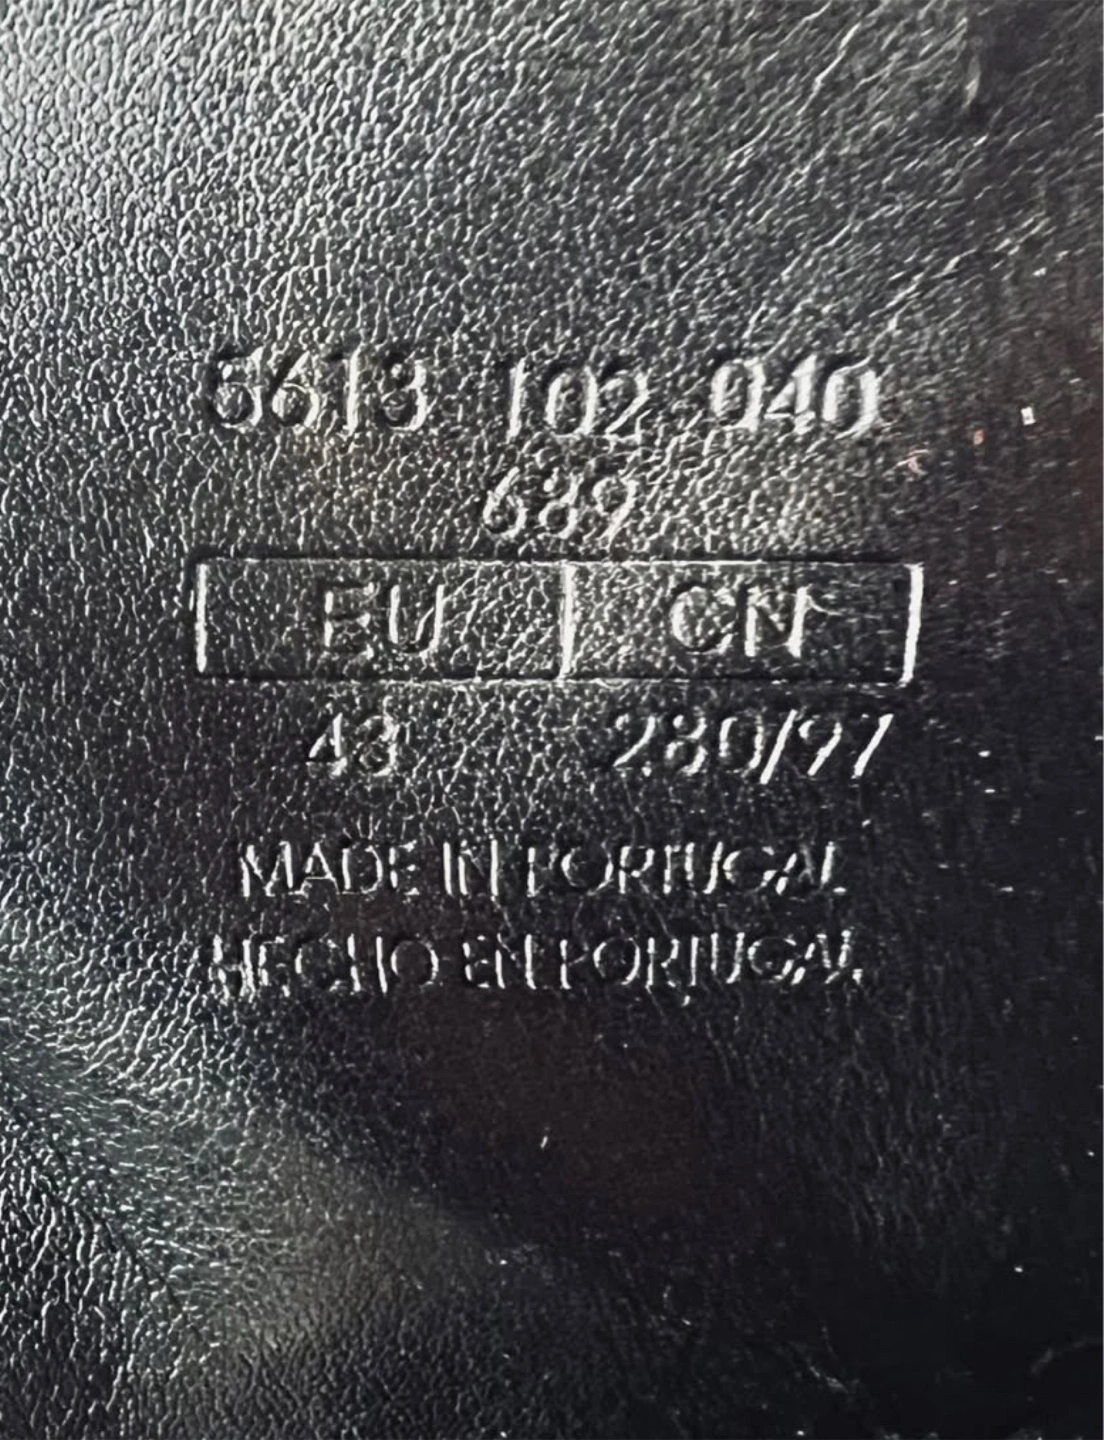 5613 102 040
689
EU CN
43 280/97
MADE IN PORTUGAL
HECHO EN PORTUGAL